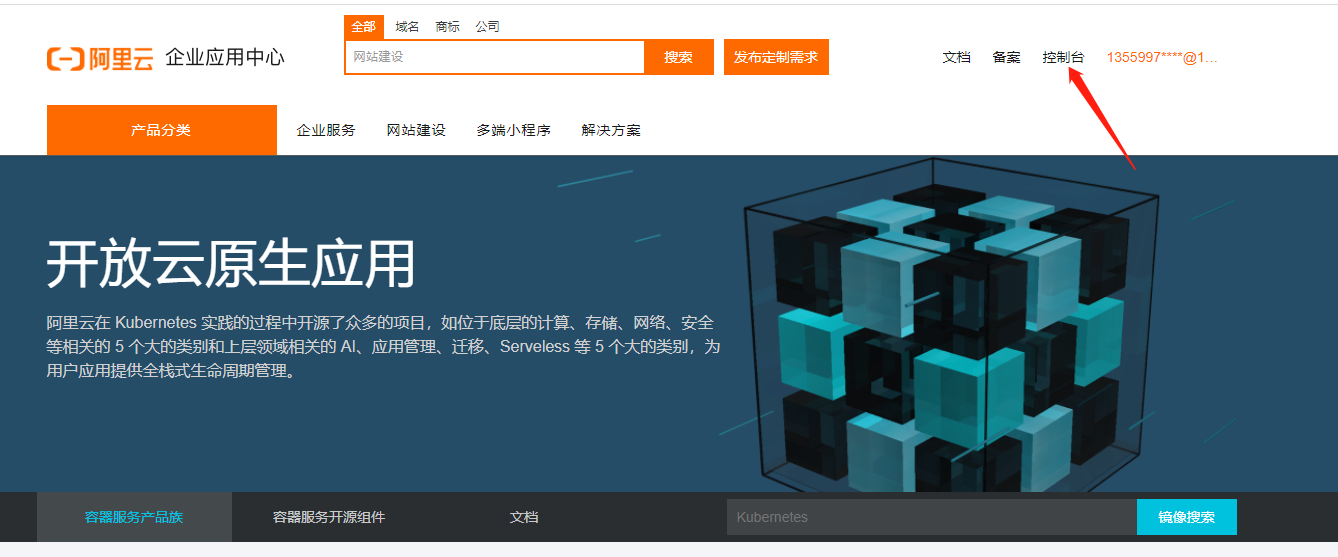 全部 域名 商标 公司
阿里云 企业应用中心 网站建设 搜索 发布定制需求 文档 备案 控制台 1355997****@1...
产品分类 企业服务 网站建设 多端小程序 解决方案
开放云原生应用
阿里云在 Kubernetes 实践的过程中开源了众多的项目，如位于底层的计算、存储、网络、安全
等相关的 5 个大的类别和上层领域相关的 AI、应用管理、迁移、Serveless 等 5 个大的类别，为
用户应用提供全栈式生命周期管理。
容器服务产品族 容器服务开源组件 文档 Kubernetes 镜像搜索